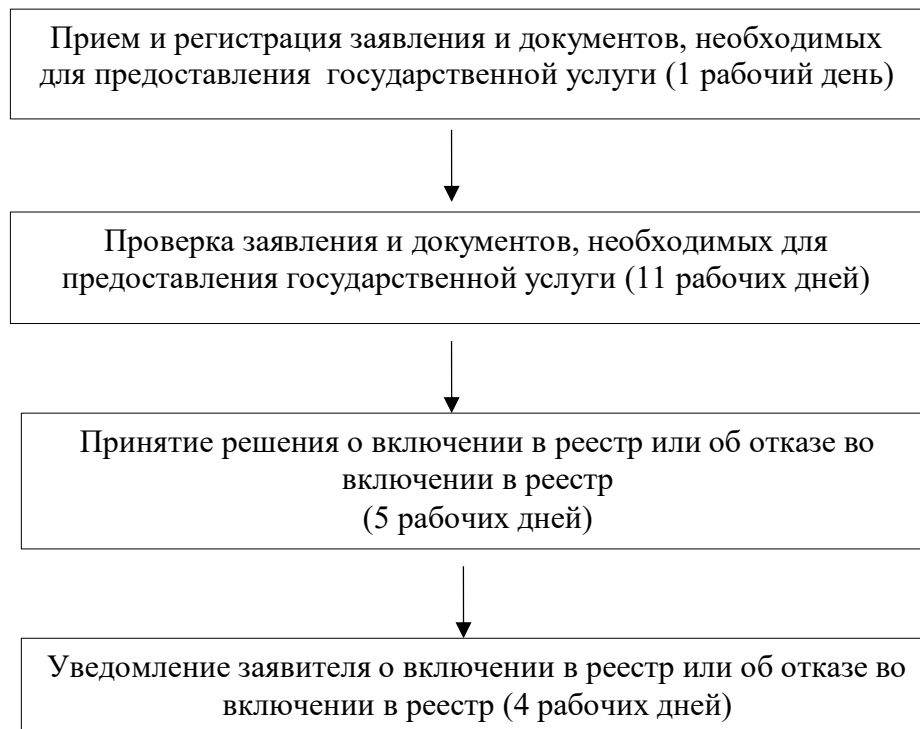 Прием и регистрация заявления и документов, необходимых
для предоставления государственной услуги (1 рабочий день)
Проверка заявления и документов, необходимых для
предоставления государственной услуги (11 рабочих дней)
Принятие решения о включении в реестр или об отказе во
включении в реестр
(5 рабочих дней)
Уведомление заявителя о включении в реестр или об отказе во
включении в реестр (4 рабочих дней)